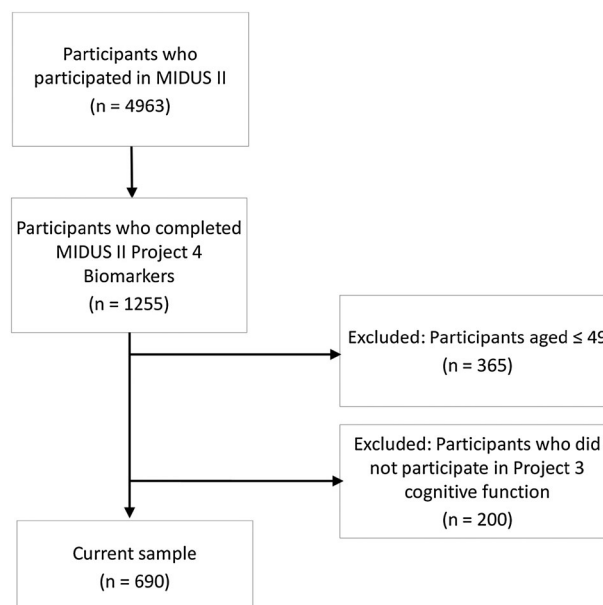 Participants who
participated in MIDUS II
(n = 4963)
Participants who completed
MIDUS II Project 4
Biomarkers
(n = 1255)
Excluded: Participants aged ≤ 49
(n = 365)
Excluded: Participants who did
not participate in Project 3
cognitive function
(n = 200)
Current sample
(n = 690)